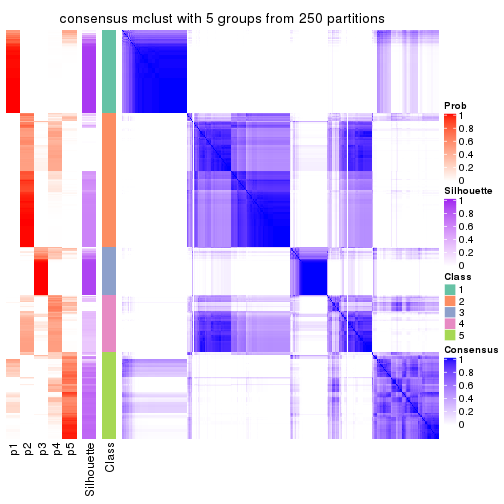 consensus mclust with 5 groups from 250 partitions
Prob
1
0.8
0.6
0.4
0.2
0
Silhouette
1
0.8
0.6
0.4
0.2
0
Class
1
2
3
4
5
Consensus
1
0.8
0.6
0.4
0.2
0
p1
p2
p3
p4
p5
Silhouette
Class